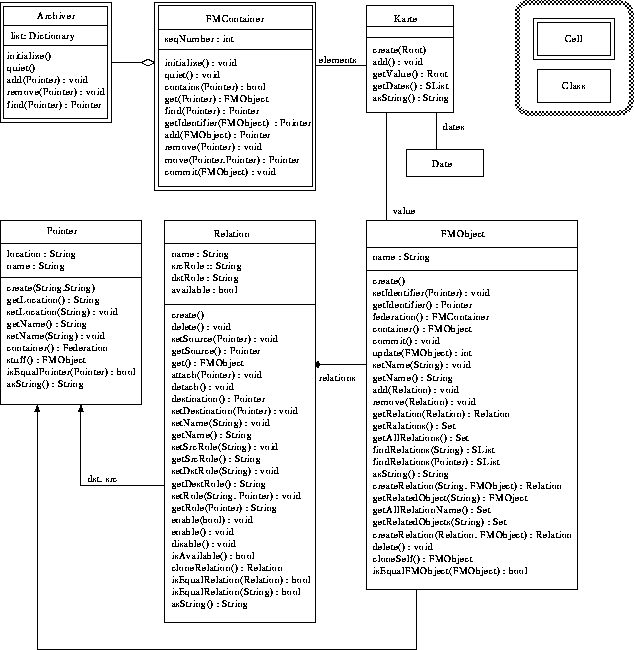 Archiver
list: Dictionary
initialize()
quiet()
add(Pointer) : void
remove(Pointer) : void
find(Pointer) : Pointer
FMContainer
seqNumber : int
initialize() : void
quiet() : void
contains(Pointer) : bool
get(Pointer) : FMObject
find(Pointer) : Pointer
getIdentifier(FMObject) : Pointer
add(FMObject) : Pointer
remove(Pointer) : void
move(Pointer,Pointer) : Pointer
commit(FMObject) : void
elements
Karte
create(Root)
add() : void
getValue() : Root
getDates() : SList
asString() : String
dates
Date
value
Cell
Class
Pointer
location : String
name : String
create(String,String)
getLocation() : String
setLocation(String) : void
getName() : String
setName(String) : void
container() : Federation
stuff() : FMObject
isEqualPointer(Pointer) : bool
asString() : String
dst, src
Relation
name : String
srcRole :: String
dstRole : String
available : bool
create()
delete() : void
setSource(Pointer) : void
getSource() : Pointer
get() : FMObject
attach(Pointer) : void
detach() : void
destination() : Pointer
setDestination(Pointer) : void
setName(String) : void
getName() : String
setSrcRole(String) : void
getSrcRole() : String
setDstRole(String) : void
getDestRole() : String
setRole(String, Pointer) : void
getRole(Pointer) : String
enable(bool) : void
enable() : void
disable() : void
isAvailable() : bool
cloneRelation() : Relation
isEqualRelation(Relation) : bool
isEqualRelation(String) : bool
asString() : String
relations
FMObject
name : String
create()
setIdentifier(Pointer) : void
getIdentifier() : Pointer
federation() : FMContainer
container() : FMObject
commit() : void
update(FMObject) : int
setName(String) : void
getName() : String
add(Relation) : void
remove(Relation) : void
getRelation(Relation) : Relation
getRelations() : Set
getAllRelations() : Set
findRelations(String) : SList
findRelations(Pointer) : SList
asString() : String
createRelation(String, FMObject) : Relation
getRelatedObject(String) : FMOject
getAllRelationName() : Set
getRelatedObjects(String) : Set
createRelation(Relation, FMObject) : Relation
delete() : void
cloneSelf() : FMObject
isEqualFMObject(FMObject) : bool